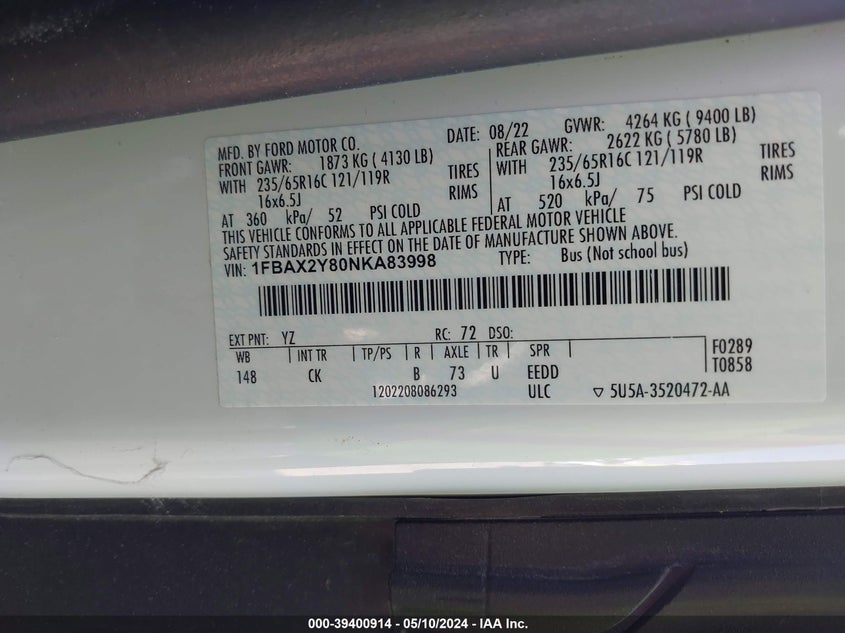 MFD. BY FORD MOTOR CO. DATE: 08/22 GVWR: 4264 KG ( 9400 LB)
FRONT GAWR: 1873 KG ( 4130 LB) REAR GAWR: 2622 KG ( 5780 LB)
WITH 235/65R16C 121/119R TIRES WITH 235/65R16C 121/119R TIRES
16x6.5J RIMS 16x6.5J RIMS
AT 360 kPa/ 52 PSI COLD AT 520 kPa/ 75 PSI COLD
THIS VEHICLE CONFORMS TO ALL APPLICABLE FEDERAL MOTOR VEHICLE
SAFETY STANDARDS IN EFFECT ON THE DATE OF MANUFACTURE SHOWN ABOVE.
VIN: 1FBAX2Y80NKA83998 TYPE: Bus (Not school bus)
EXT PNT: YZ RC: 72 DSO:
WB INT TR TP/PS R AXLE TR SPR F0289
148 CK B 73 U EEDD T0858
1202208086293 ULC ▽ 5U5A-3520472-AA
000-39400914 - 05/10/2024 - IAA Inc.